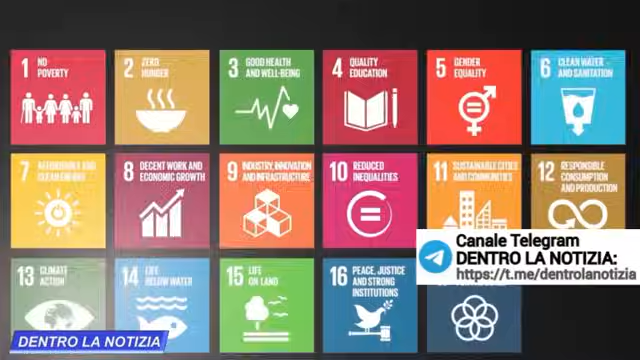 1 NO
POVERTY
2 ZERO
HUNGER
3 GOOD HEALTH
AND WELL-BEING
4 QUALITY
EDUCATION
5 GENDER
EQUALITY
6 CLEAN WATER
AND SANITATION
7 AFFORDABLE AND
CLEAN ENERGY
8 DECENT WORK AND
ECONOMIC GROWTH
9 INDUSTRY, INNOVATION
AND INFRASTRUCTURE
10 REDUCED
INEQUALITIES
11 SUSTAINABLE CITIES
AND COMMUNITIES
12 RESPONSIBLE
CONSUMPTION
AND PRODUCTION
13 CLIMATE
ACTION
14 LIFE
BELOW WATER
15 LIFE
ON LAND
16 PEACE, JUSTICE
AND STRONG
INSTITUTIONS
Canale Telegram
DENTRO LA NOTIZIA:
https://t.me/dentrolanotizia
DENTRO LA NOTIZIA